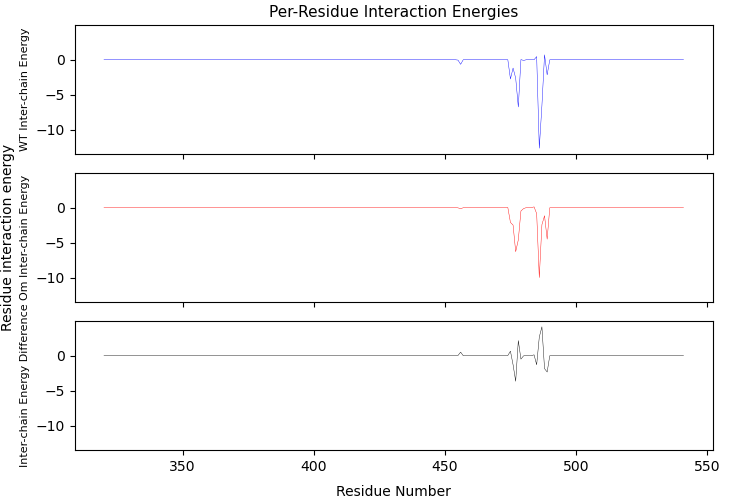 Per-Residue Interaction Energies
WT Inter-chain Energy
0
−5
−10
Residue interaction energy
Om Inter-chain Energy
0
−5
−10
Inter-chain Energy Difference
0
−5
−10
350 400 450 500 550
Residue Number